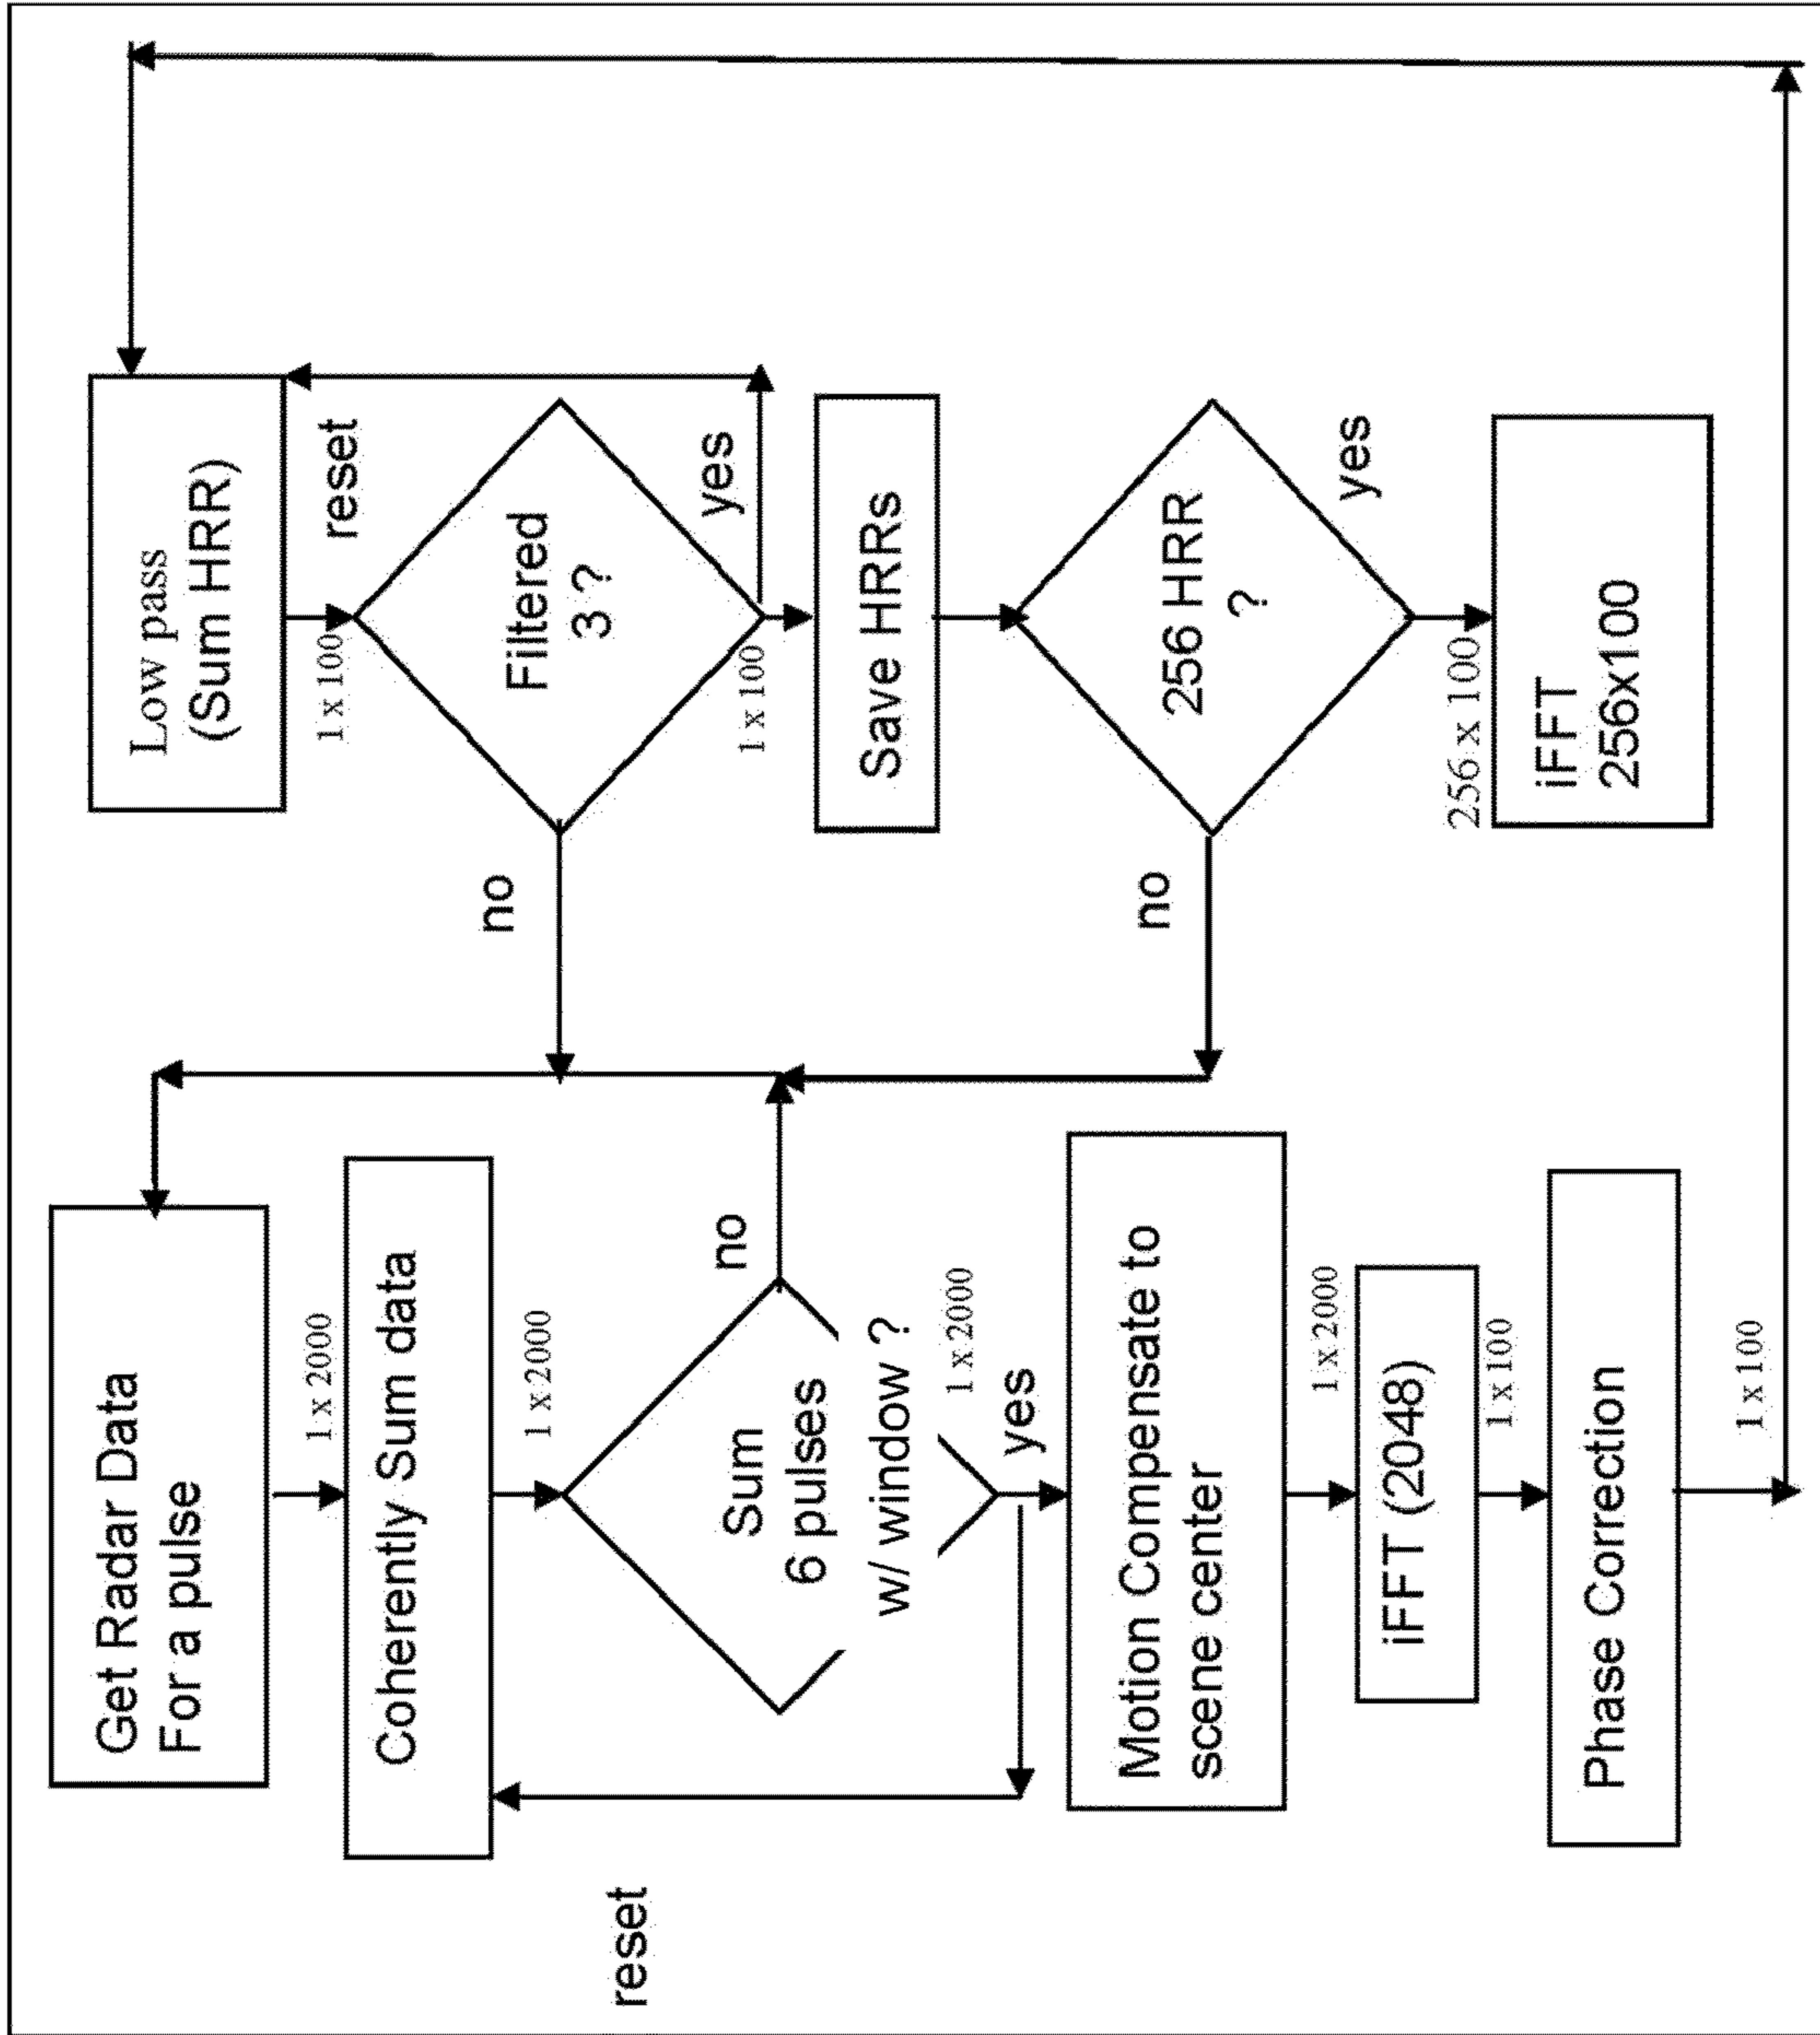 Get Radar Data
For a pulse
1 x 2000
Coherently Sum data
1 x 2000
Sum
6 pulses
w/ window ?
no
1 x 2000
yes
reset
Motion Compensate to
scene center
1 x 2000
iFFT (2048)
1 x 100
Phase Correction
1 x 100
Low pass
(Sum HRR)
1 x 100
reset
Filtered
3 ?
no
yes
1 x 100
Save HRRs
256 HRR
?
no
yes
256 x 100
iFFT
256x100